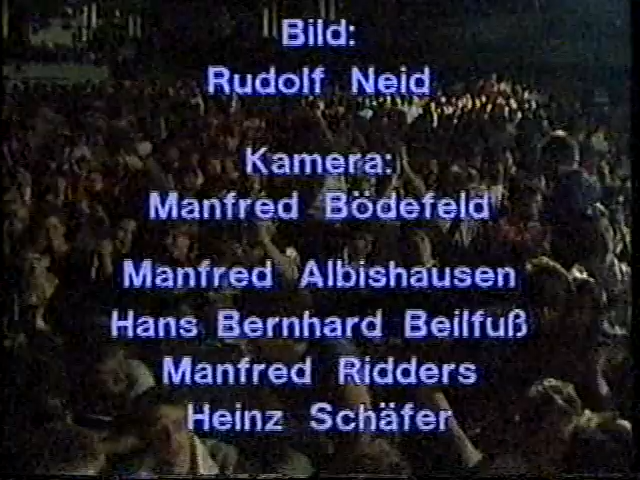 Bild:
Rudolf Neid
Kamera:
Manfred Bödefeld
Manfred Albishausen
Hans Bernhard Beilfuß
Manfred Ridders
Heinz Schäfer